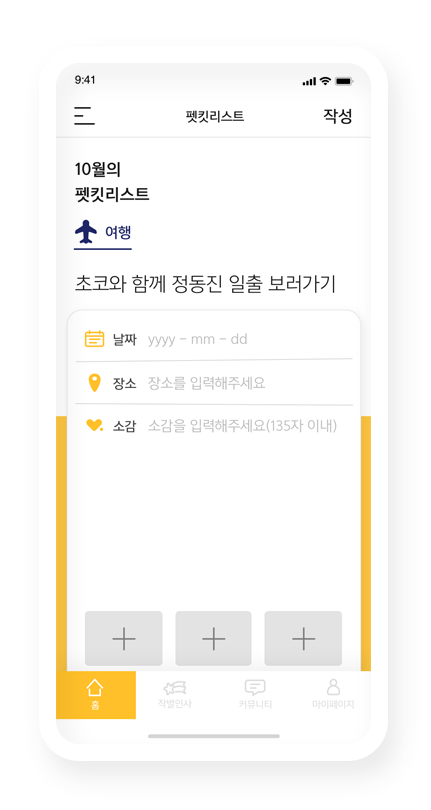 9:41
펫킷리스트 작성
10월의
펫킷리스트
여행
초코와 함께 정동진 일출 보러가기
날짜 yyyy - mm - dd
장소 장소를 입력해주세요
소감 소감을 입력해주세요(135자 이내)
홈 작별인사 커뮤니티 마이페이지